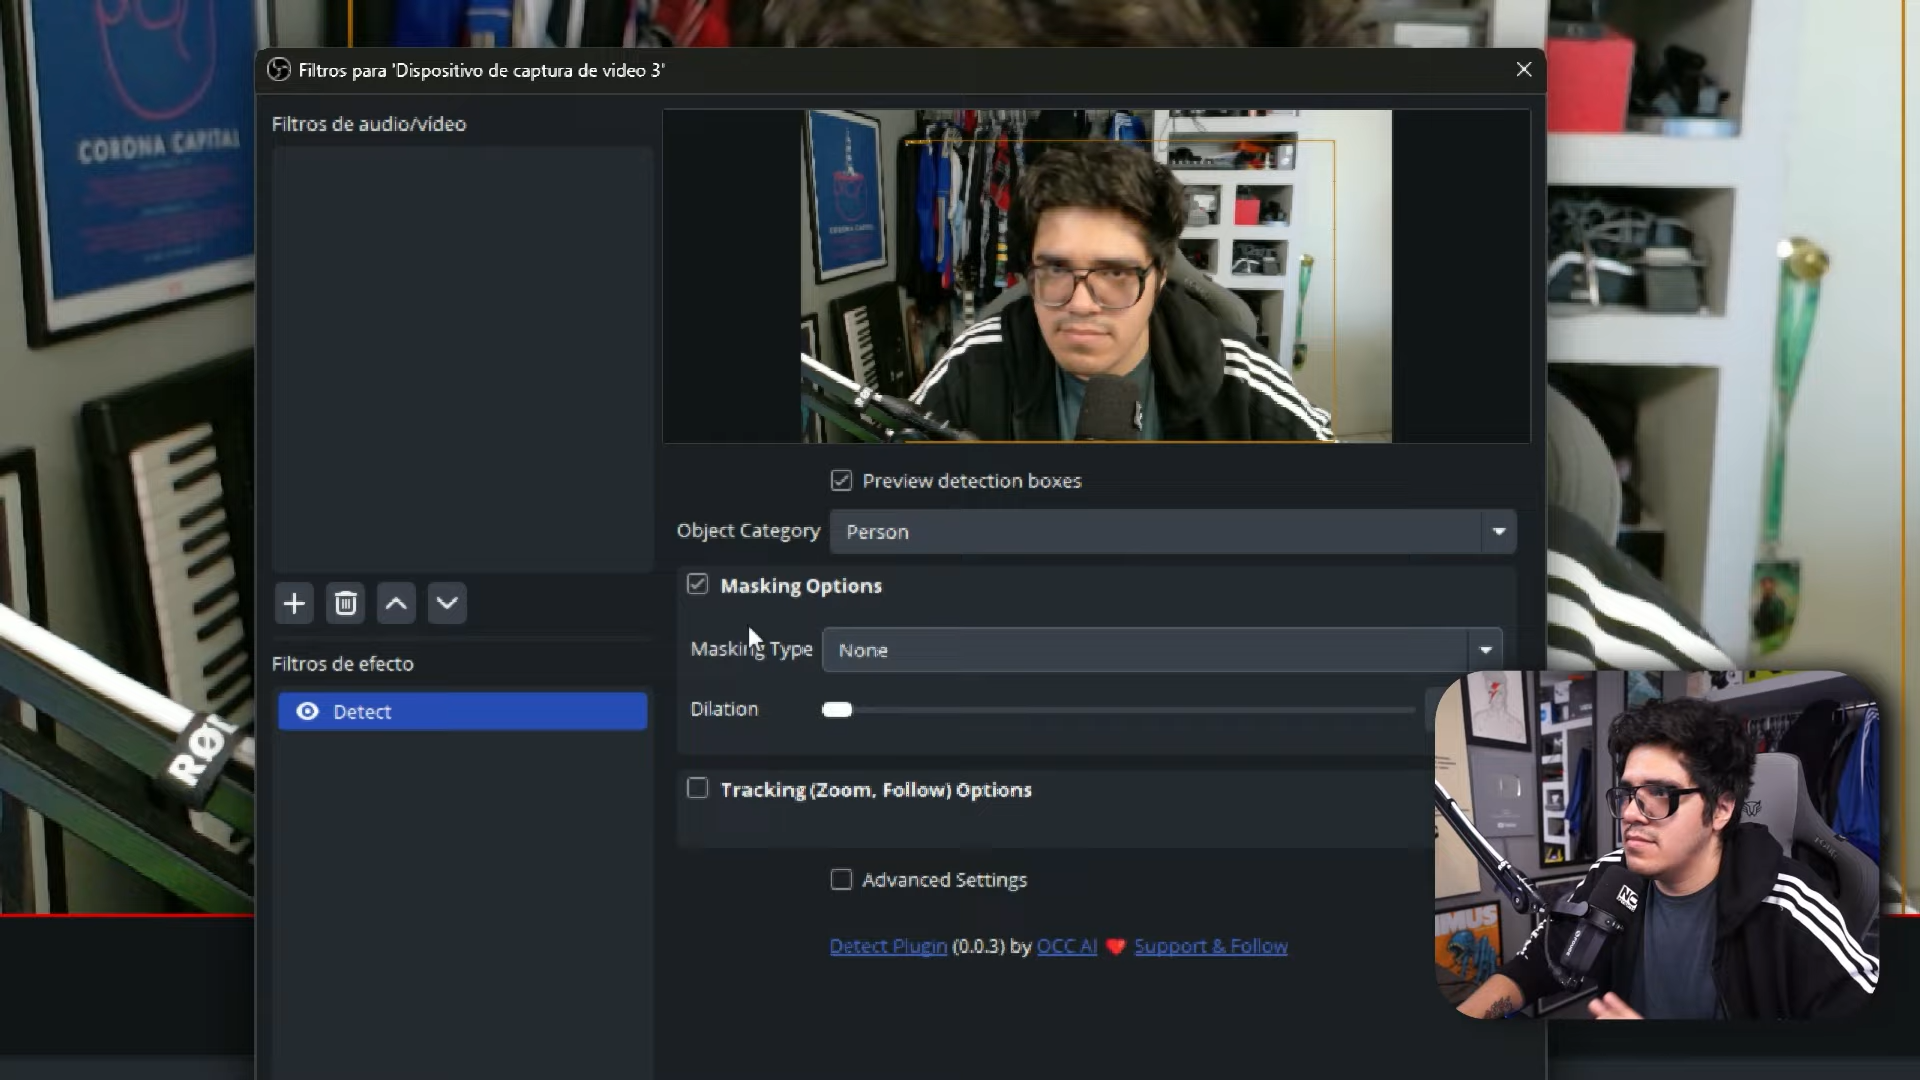 Filtros para 'Dispositivo de captura de video 3'
Filtros de audio/vídeo
CORONA CAPITAL
Preview detection boxes
Object Category
Person
Masking Options
Masking Type
None
Dilation
Filtros de efecto
Detect
Tracking (Zoom, Follow) Options
Advanced Settings
Detect Plugin (0.0.3) by OCC AI Support & Follow
RØ